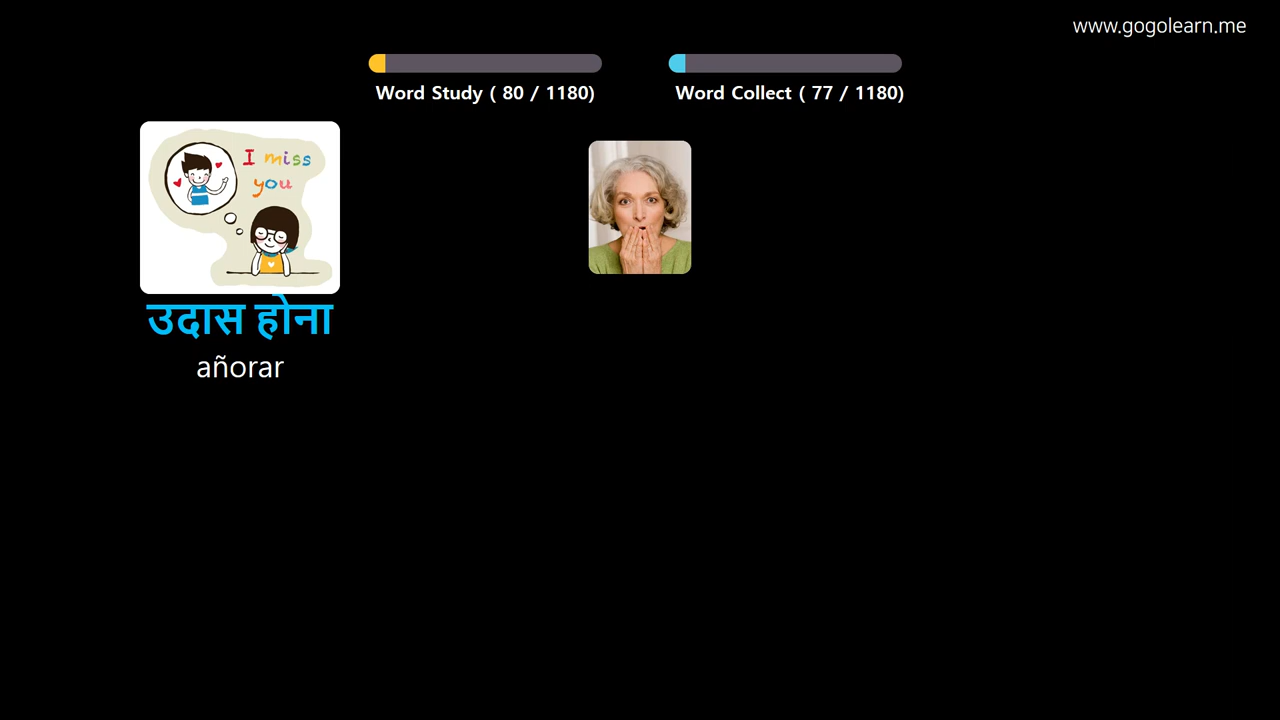 www.gogolearn.me
Word Study ( 80 / 1180)
Word Collect ( 77 / 1180)
I miss
you
उदास होना
añorar